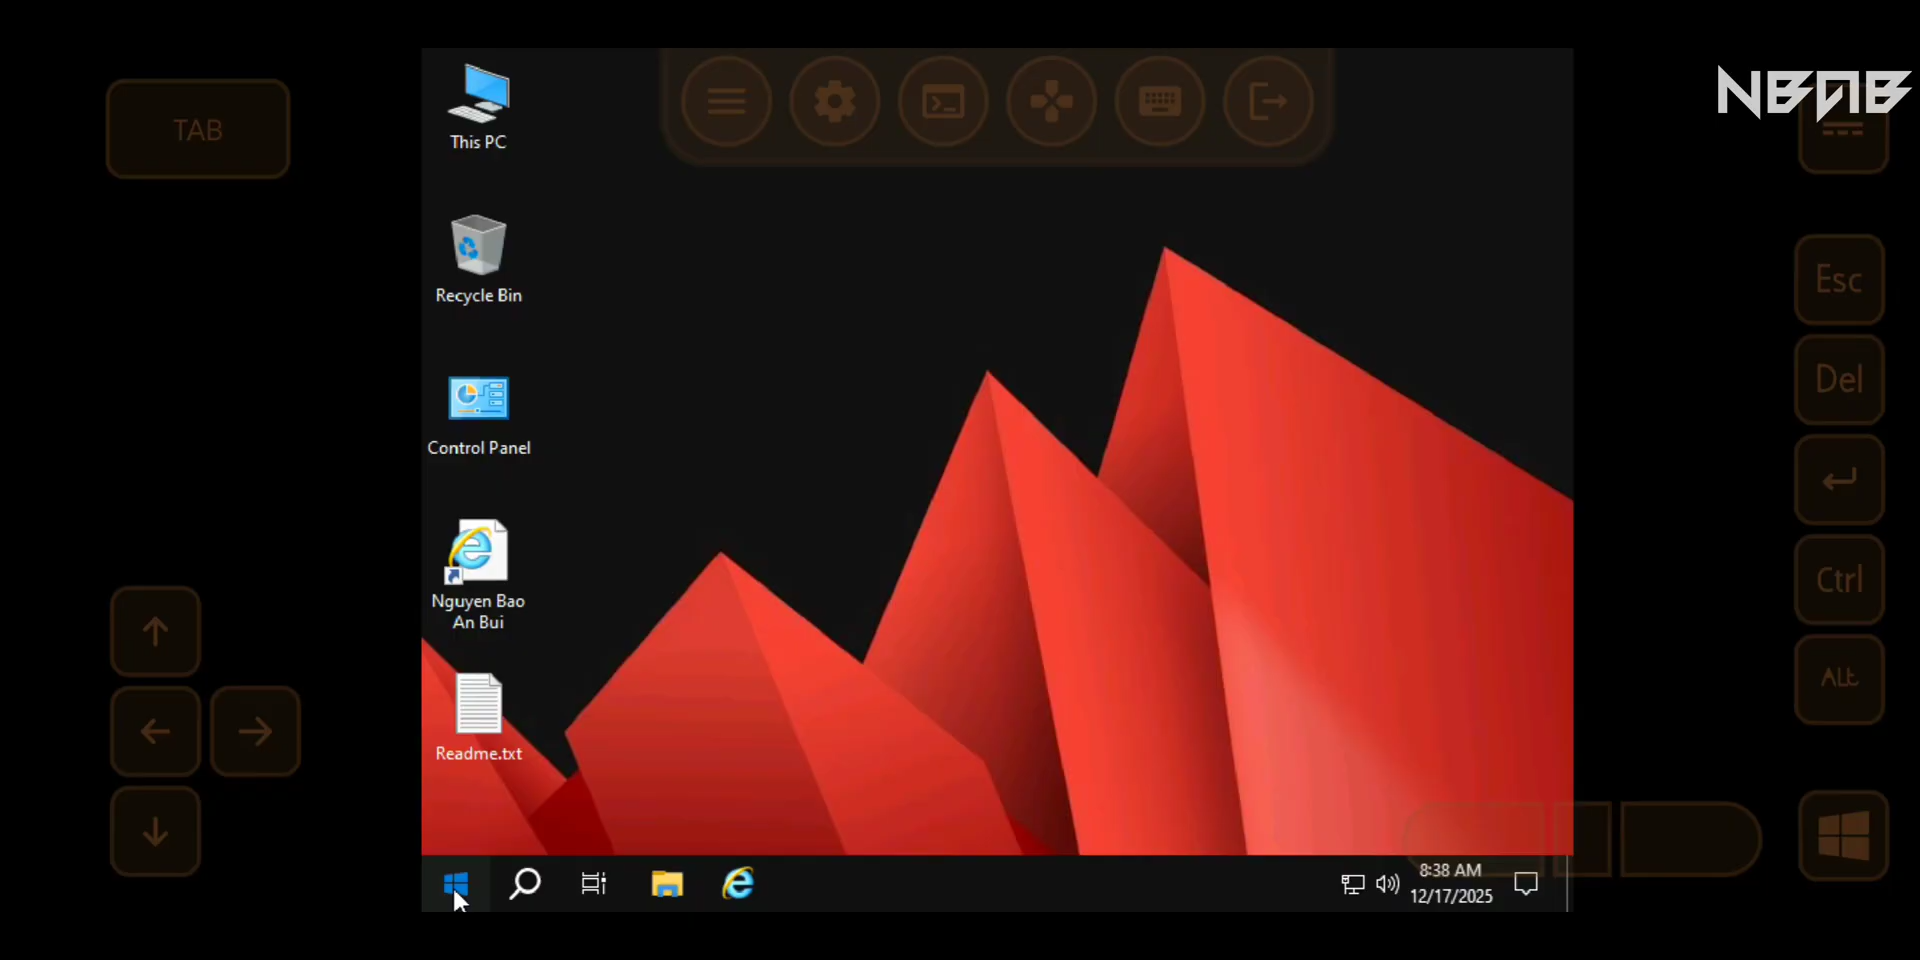 TAB
NBAB
This PC
Recycle Bin
Control Panel
Nguyen Bao
An Bui
Readme.txt
Esc
Del
Ctrl
ALt
8:38 AM
12/17/2025